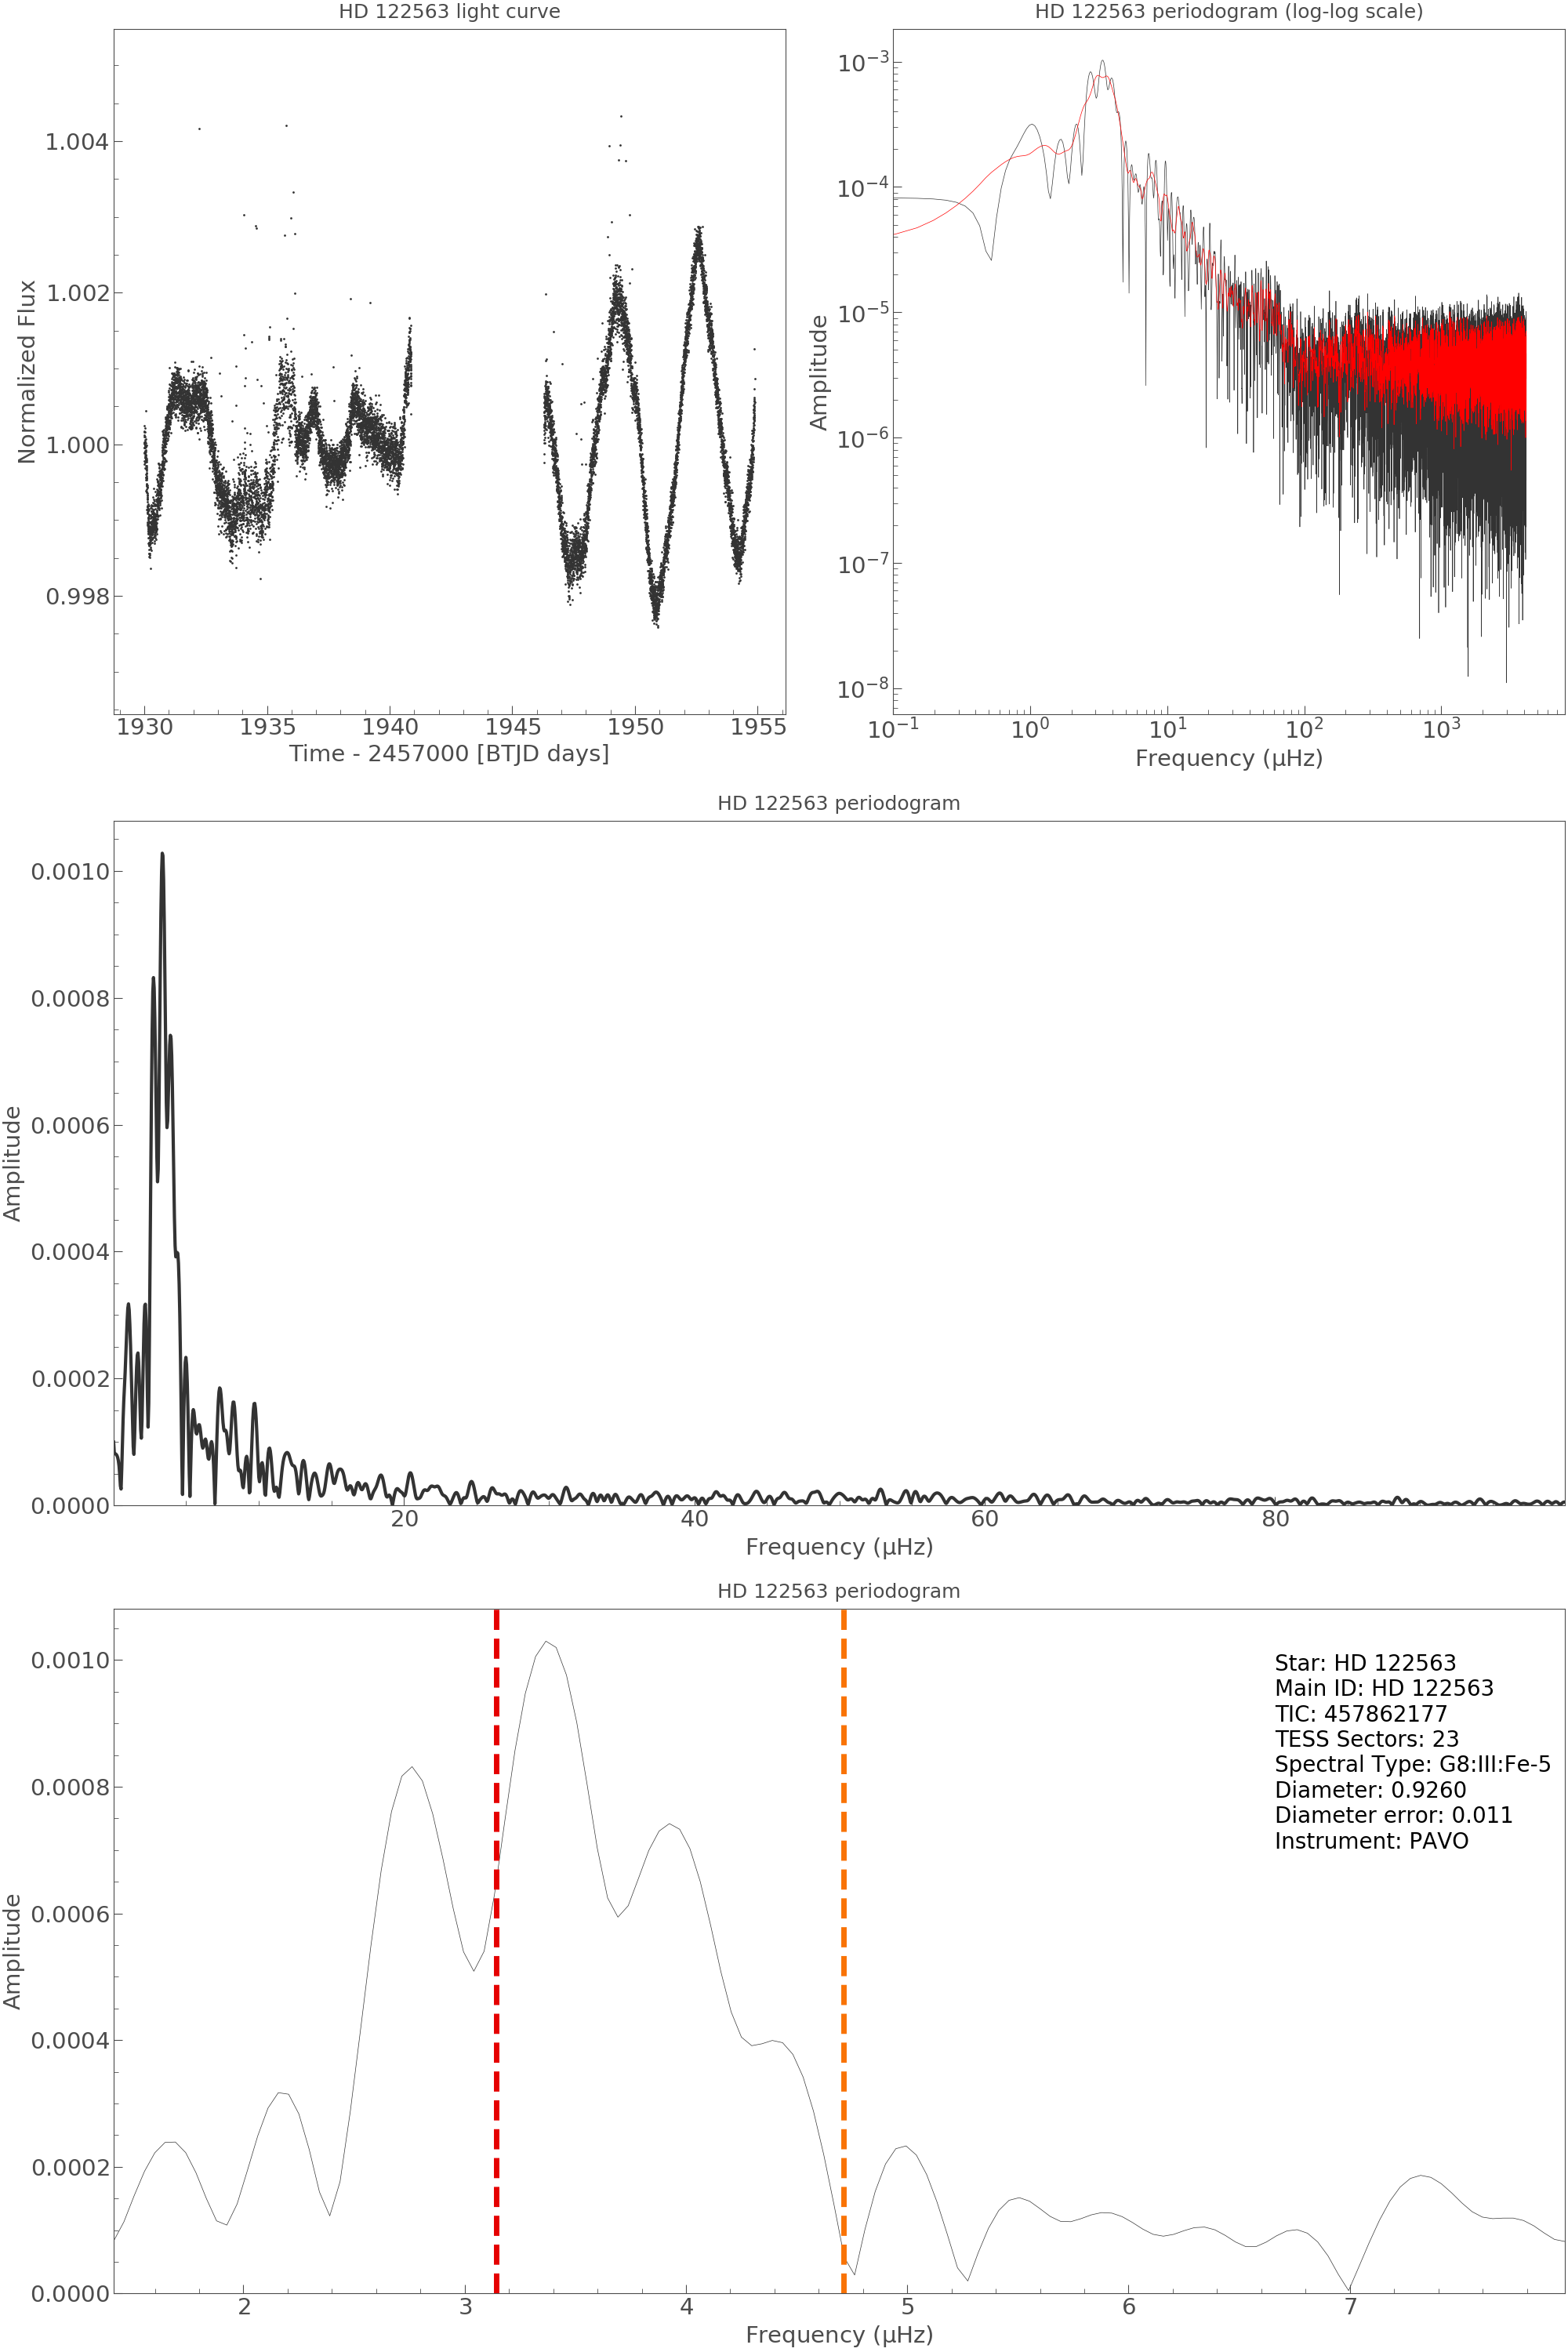 HD 122563 light curve
Normalized Flux
1.004
1.002
1.000
0.998
1930 1935 1940 1945 1950 1955
Time - 2457000 [BTJD days]
HD 122563 periodogram (log-log scale)
Amplitude
10⁻³
10⁻⁴
10⁻⁵
10⁻⁶
10⁻⁷
10⁻⁸
10⁻¹ 10⁰ 10¹ 10² 10³
Frequency (µHz)
HD 122563 periodogram
Amplitude
0.0010
0.0008
0.0006
0.0004
0.0002
0.0000
20 40 60 80
Frequency (µHz)
HD 122563 periodogram
Amplitude
0.0010
0.0008
0.0006
0.0004
0.0002
0.0000
Star: HD 122563
Main ID: HD 122563
TIC: 457862177
TESS Sectors: 23
Spectral Type: G8:III:Fe-5
Diameter: 0.9260
Diameter error: 0.011
Instrument: PAVO
2 3 4 5 6 7
Frequency (µHz)